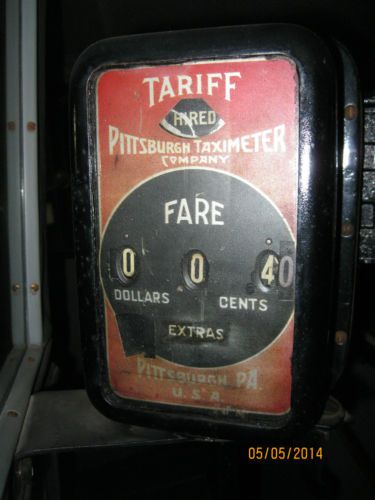 TARIFF
HIRED
PITTSBURGH TAXIMETER
COMPANY
FARE
0 0 40
DOLLARS CENTS
EXTRAS
PITTSBURGH PA.
U.S.A.
05/05/2014